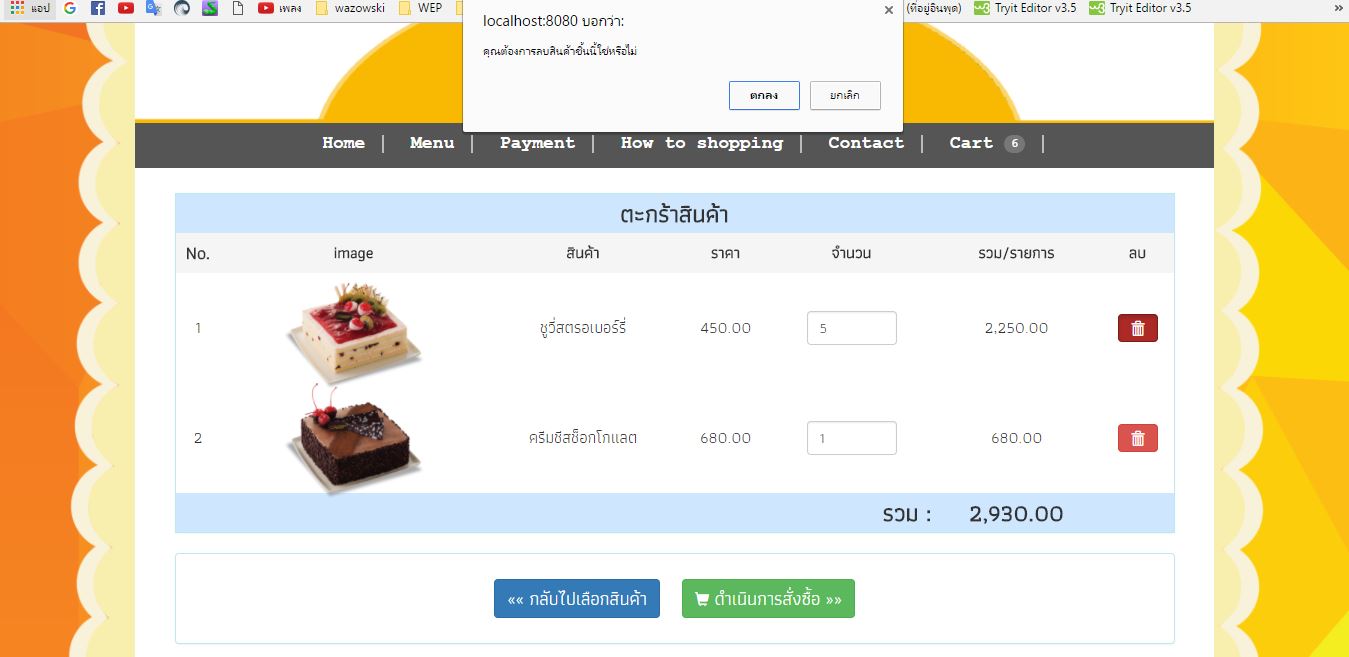 แอป เพลง wazowski WEP (ที่อยู่อินพุต) Tryit Editor v3.5 Tryit Editor v3.5 »
localhost:8080 บอกว่า:
คุณต้องการลบสินค้าชิ้นนี้ใช่หรือไม่
ตกลง ยกเลิก
Home | Menu | Payment | How to shopping | Contact | Cart 6 |
ตะกร้าสินค้า
No. image สินค้า ราคา จำนวน รวม/รายการ ลบ
1 ชูวี่สตรอเบอร์รี่ 450.00 5 2,250.00
2 ครีมชีสช็อกโกแลต 680.00 1 680.00
รวม : 2,930.00
«« กลับไปเลือกสินค้า ดำเนินการสั่งซื้อ »»